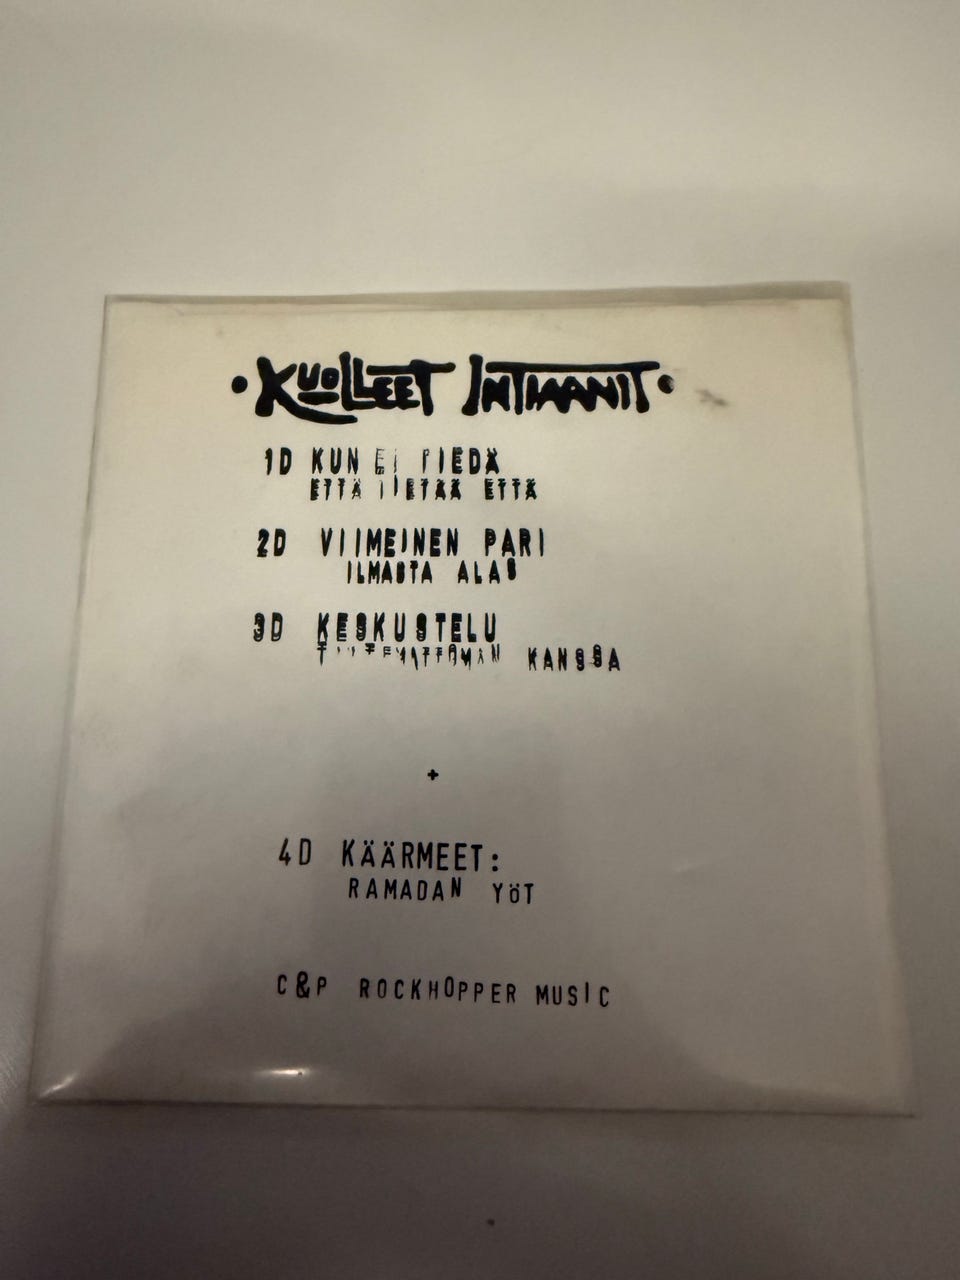 • KUOLLEET INTIAANIT •
1D KUN EI TIEDÄ
ETTÄ TIETÄÄ ETTÄ
2D VIIMEINEN PARI
ILMASTA ALAS
3D KESKUSTELU
KANSSA
+
4D KÄÄRMEET:
RAMADAN YÖT
C&P ROCKHOPPER MUSIC